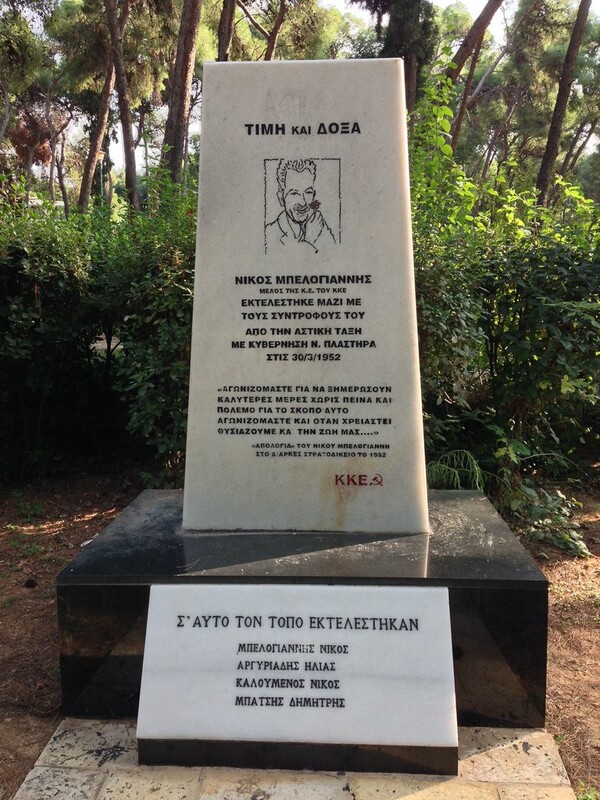 ΤΙΜΗ ΚΑΙ ΔΟΞΑ
ΝΙΚΟΣ ΜΠΕΛΟΓΙΑΝΝΗΣ
ΜΕΛΟΣ ΤΗΣ Κ.Ε. ΤΟΥ ΚΚΕ
ΕΚΤΕΛΕΣΤΗΚΕ ΜΑΖΙ ΜΕ
ΤΟΥΣ ΣΥΝΤΡΟΦΟΥΣ ΤΟΥ
ΑΠΟ ΤΗΝ ΑΣΤΙΚΗ ΤΑΞΗ
ΜΕ ΚΥΒΕΡΝΗΣΗ Ν. ΠΛΑΣΤΗΡΑ
ΣΤΙΣ 30/3/1952
«ΑΓΩΝΙΖΟΜΑΣΤΕ ΓΙΑ ΝΑ ΞΗΜΕΡΩΣΟΥΝ
ΚΑΛΥΤΕΡΕΣ ΜΕΡΕΣ ΧΩΡΙΣ ΠΕΙΝΑ ΚΑΙ
ΠΟΛΕΜΟ ΓΙΑ ΤΟ ΣΚΟΠΟ ΑΥΤΟ
ΑΓΩΝΙΖΟΜΑΣΤΕ ΚΑΙ ΟΤΑΝ ΧΡΕΙΑΣΤΕΙ
ΘΥΣΙΑΖΟΥΜΕ ΚΑ ΤΗΝ ΖΩΗ ΜΑΣ....»
«ΑΠΟΛΟΓΙΑ» ΤΟΥ ΝΙΚΟΥ ΜΠΕΛΟΓΙΑΝΝΗ
ΣΤΟ ΔΙΑΡΚΕΣ ΣΤΡΑΤΟΔΙΚΕΙΟ ΤΟ 1952
ΚΚΕ
Σ' ΑΥΤΟ ΤΟΝ ΤΟΠΟ ΕΚΤΕΛΕΣΤΗΚΑΝ
ΜΠΕΛΟΓΙΑΝΝΗΣ ΝΙΚΟΣ
ΑΡΓΥΡΙΑΔΗΣ ΗΛΙΑΣ
ΚΑΛΟΥΜΕΝΟΣ ΝΙΚΟΣ
ΜΠΑΤΣΗΣ ΔΗΜΗΤΡΗΣ